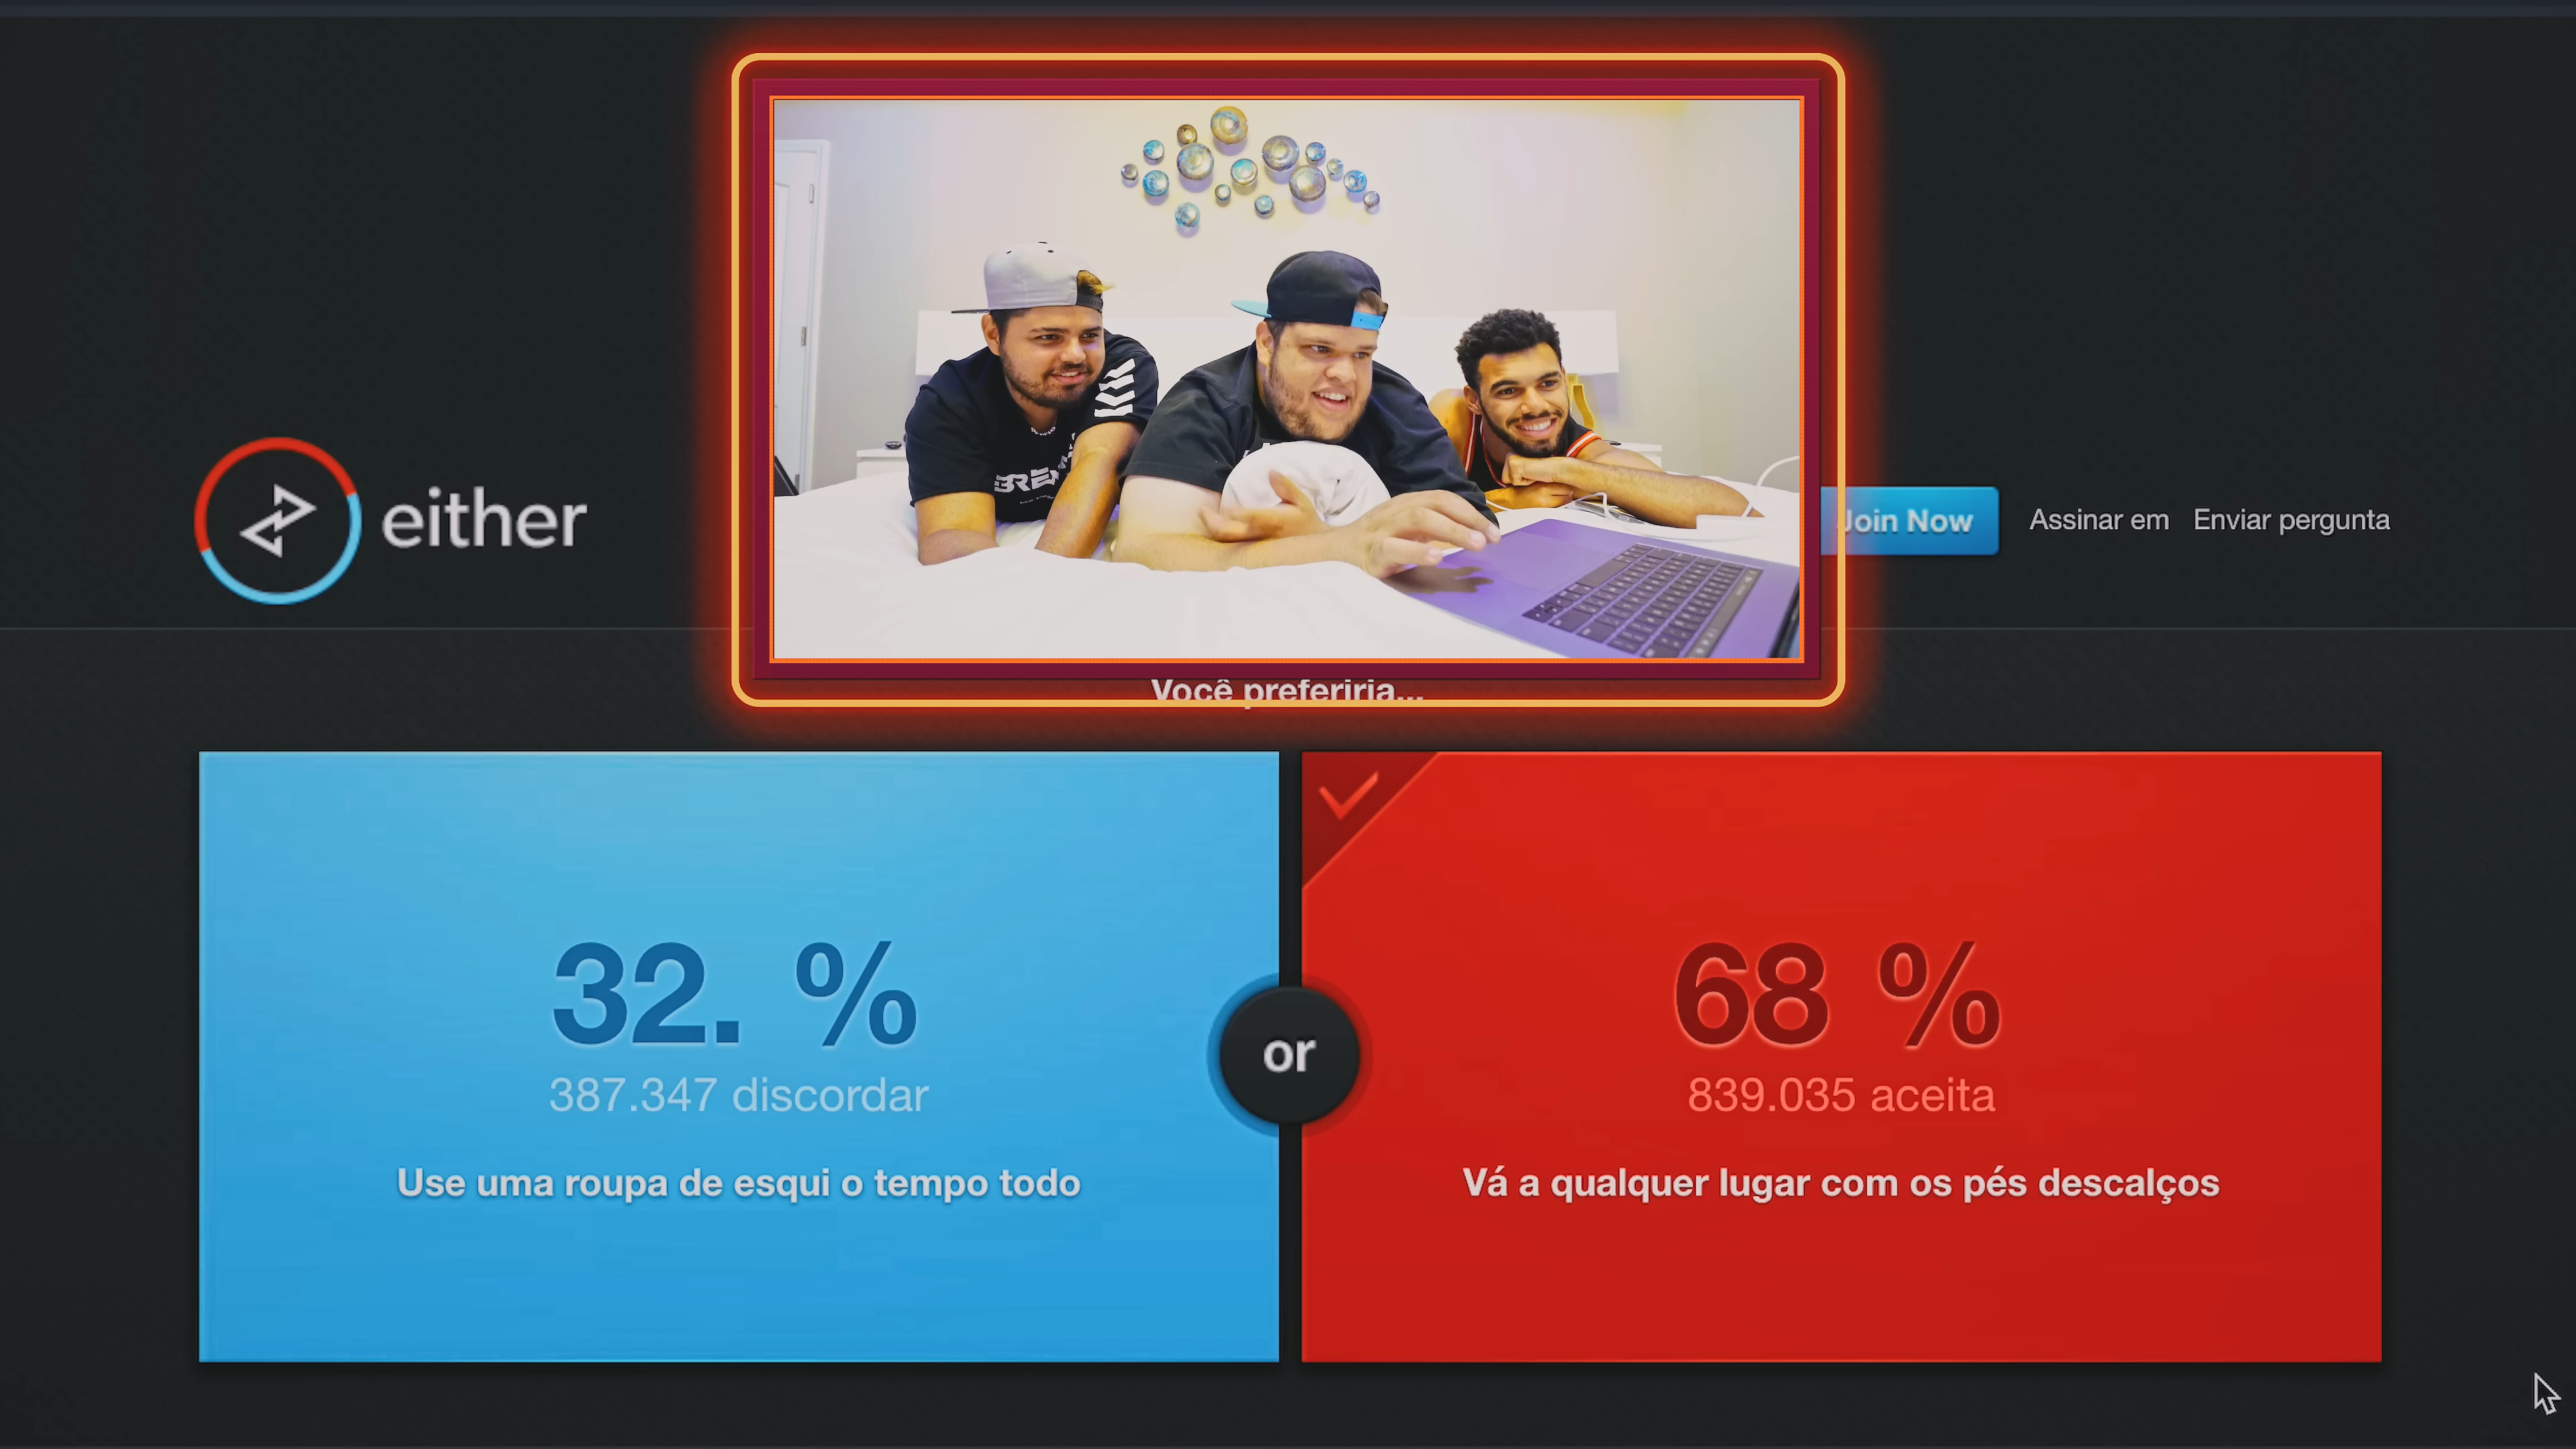 either
Join Now
Assinar em
Enviar pergunta
Você preferiria...
32. %
387.347 discordar
Use uma roupa de esqui o tempo todo
or
68 %
839.035 aceita
Vá a qualquer lugar com os pés descalços